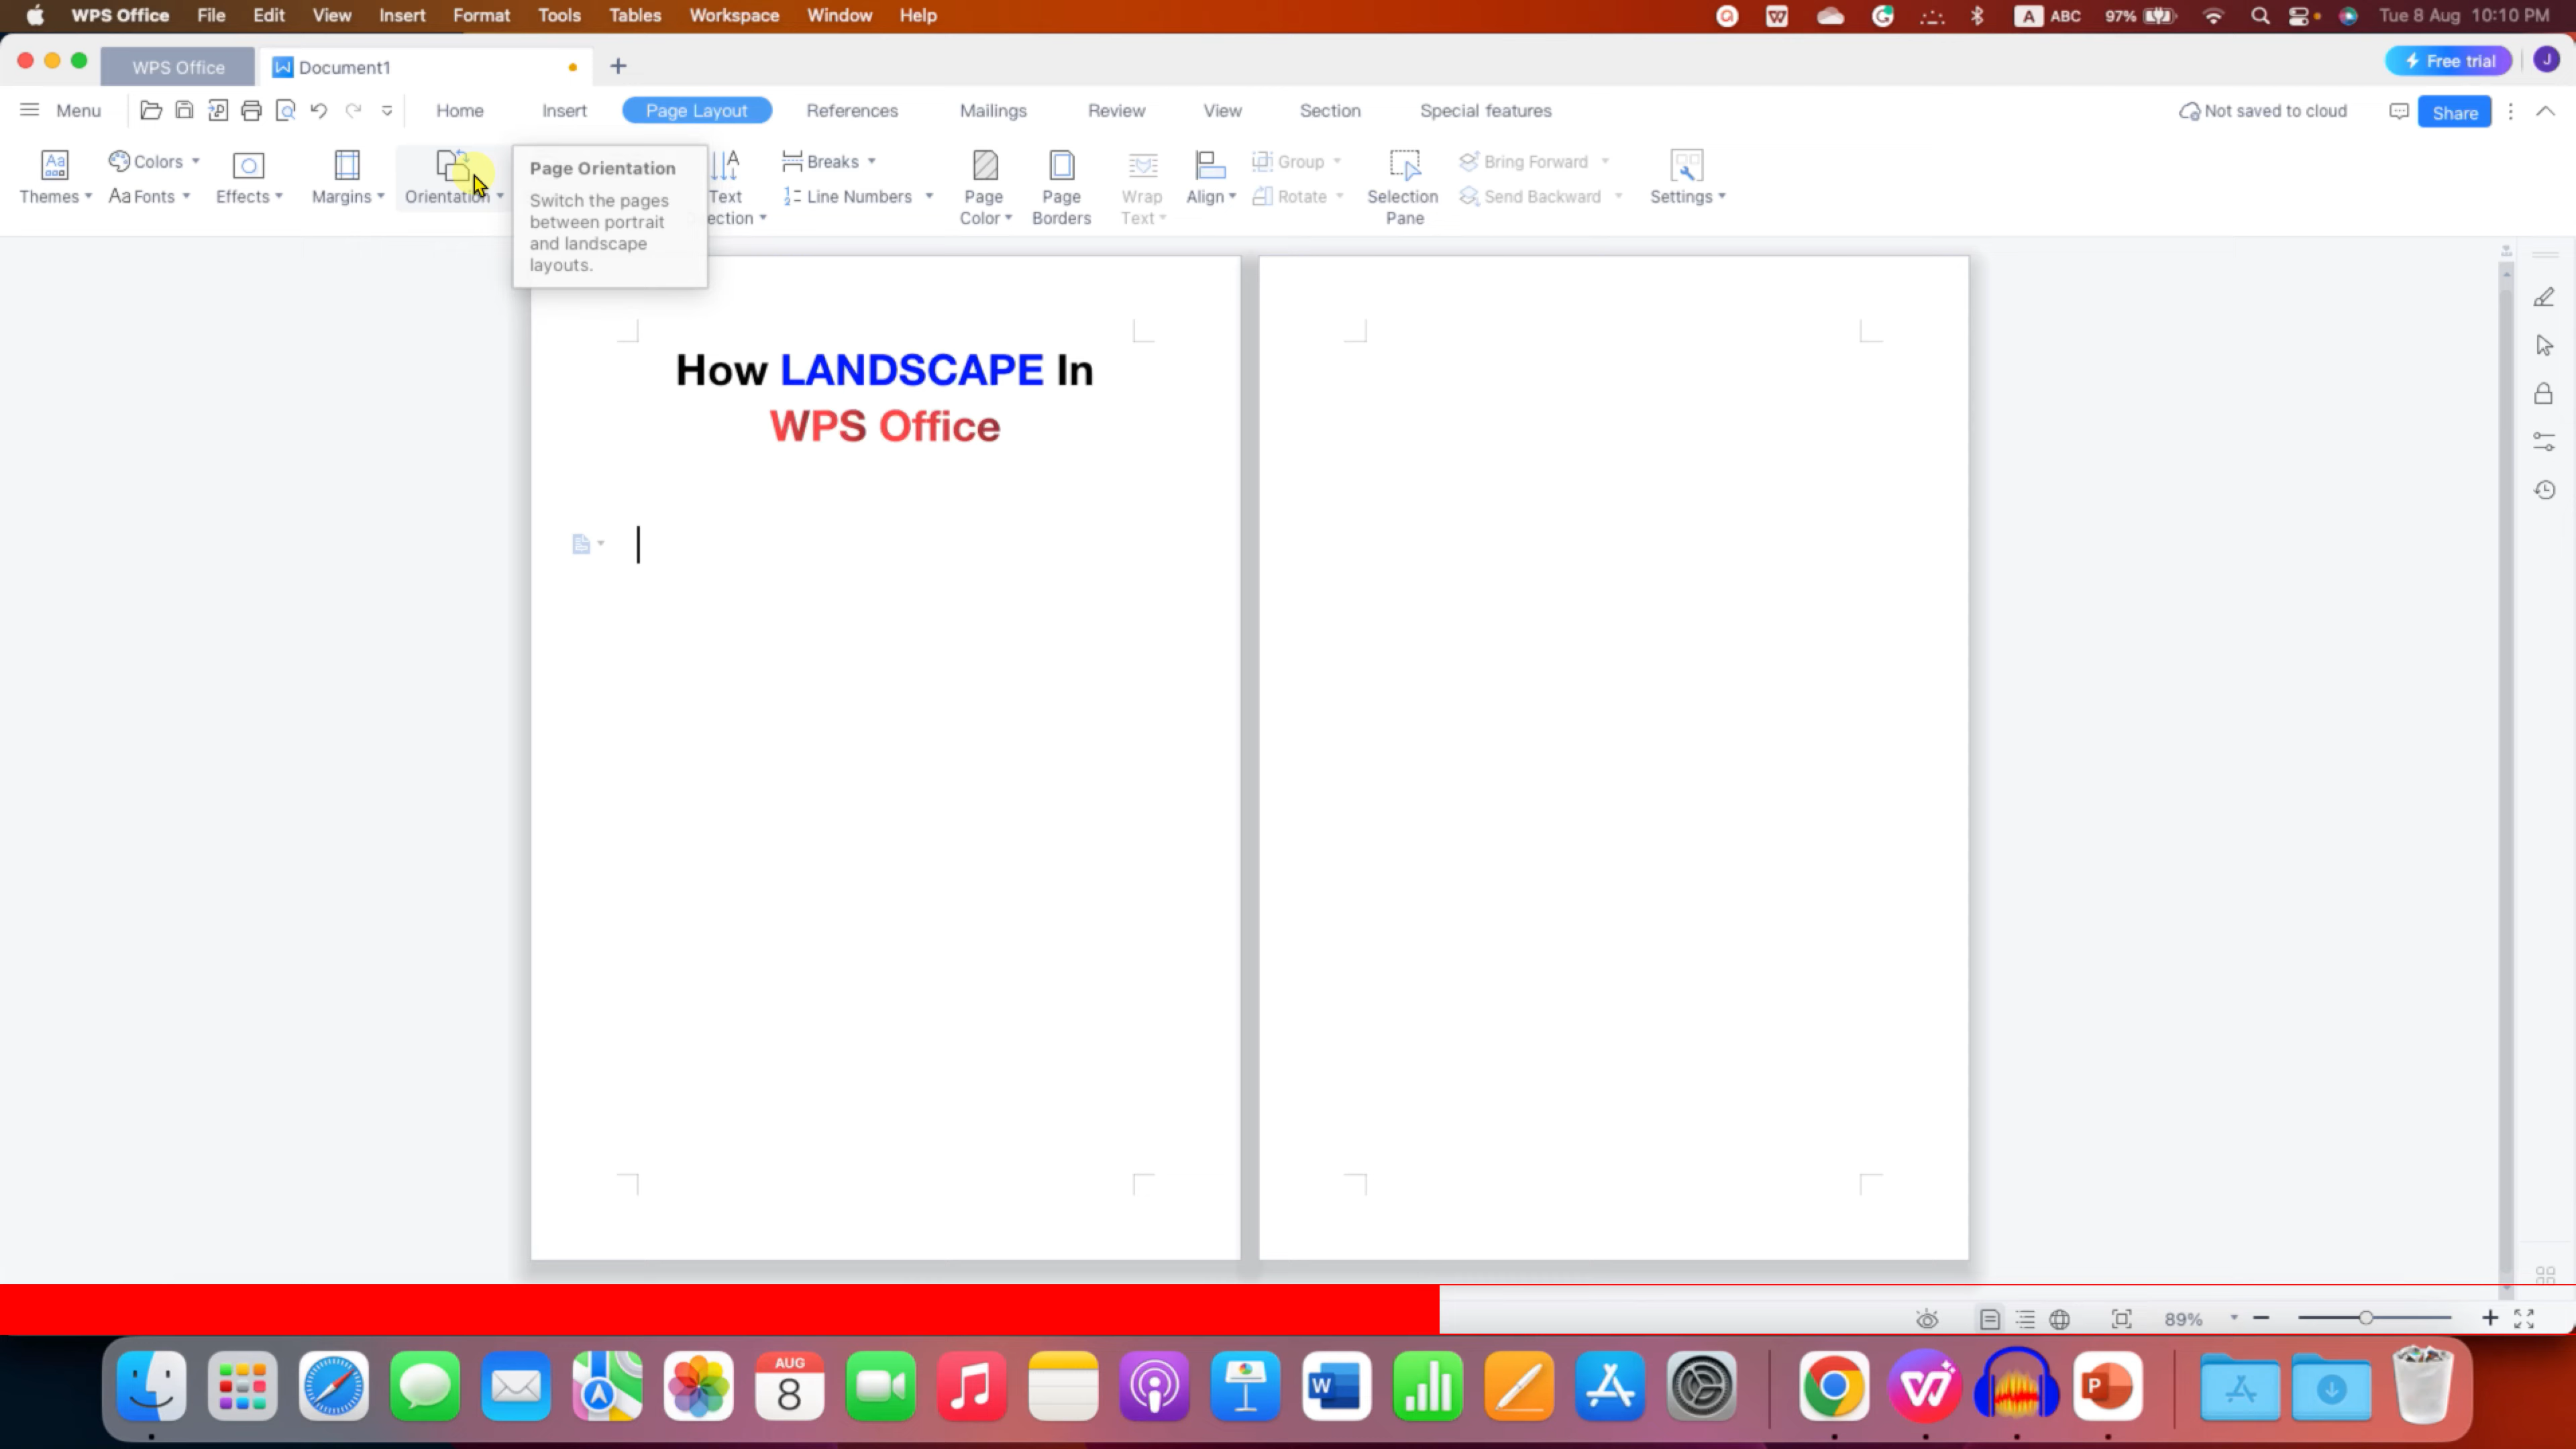 WPS Office File Edit View Insert Format Tools Tables Workspace Window Help A ABC 97% Tue 8 Aug 10:10 PM
WPS Office Document1 + Free trial J
Menu Home Insert Page Layout References Mailings Review View Section Special features Not saved to cloud Share
Themes Colors Aa Fonts Effects Margins Orientation Text ection Breaks Line Numbers Page Color Page Borders Wrap Text Align Group Rotate Selection Pane Bring Forward Send Backward Settings
Page Orientation
Switch the pages
between portrait
and landscape
layouts.
How LANDSCAPE In
WPS Office
89%
AUG
8
W
P